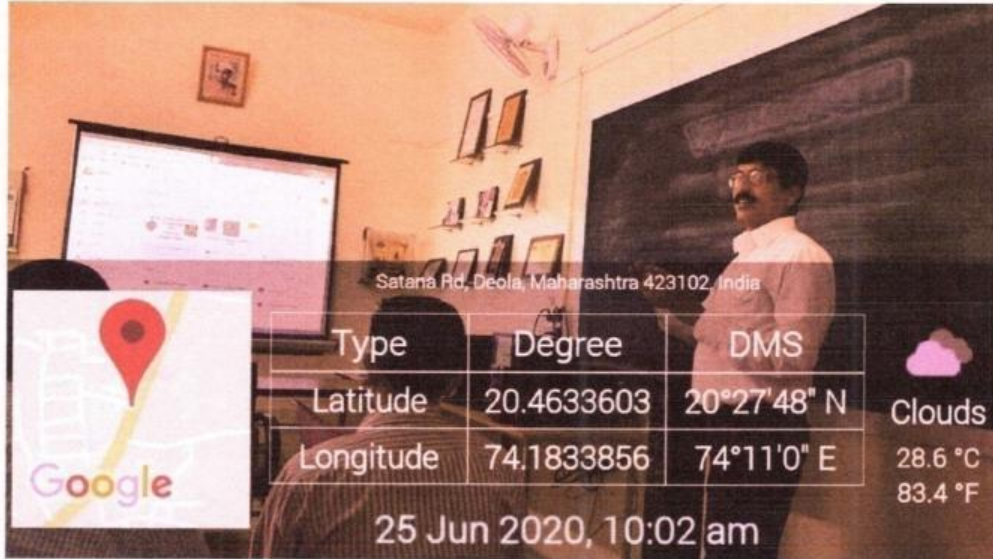 Satana Rd, Deola, Maharashtra 423102, India
Type Degree DMS
Latitude 20.4633603 20°27'48" N
Longitude 74.1833856 74°11'0" E
Clouds
28.6 °C
83.4 °F
Google
25 Jun 2020, 10:02 am